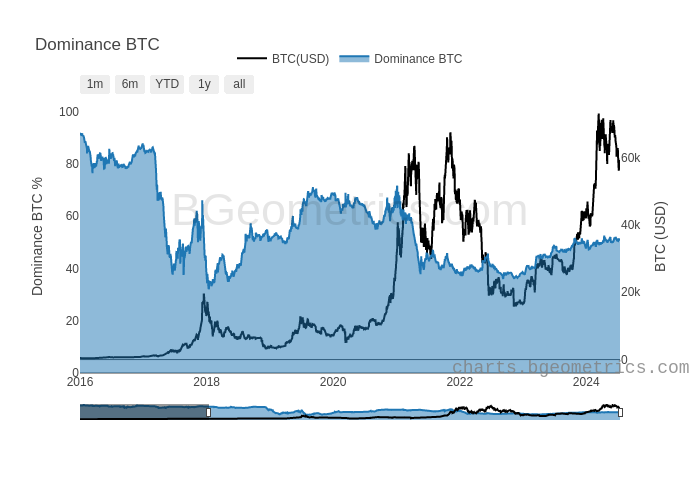 Dominance BTC
BTC(USD) Dominance BTC
1m 6m YTD 1y all
100
80
60
40
20
0
Dominance BTC %
BGeometrics.com
60k
40k
20k
0
BTC (USD)
charts.bgeometrics.com
2016 2018 2020 2022 2024